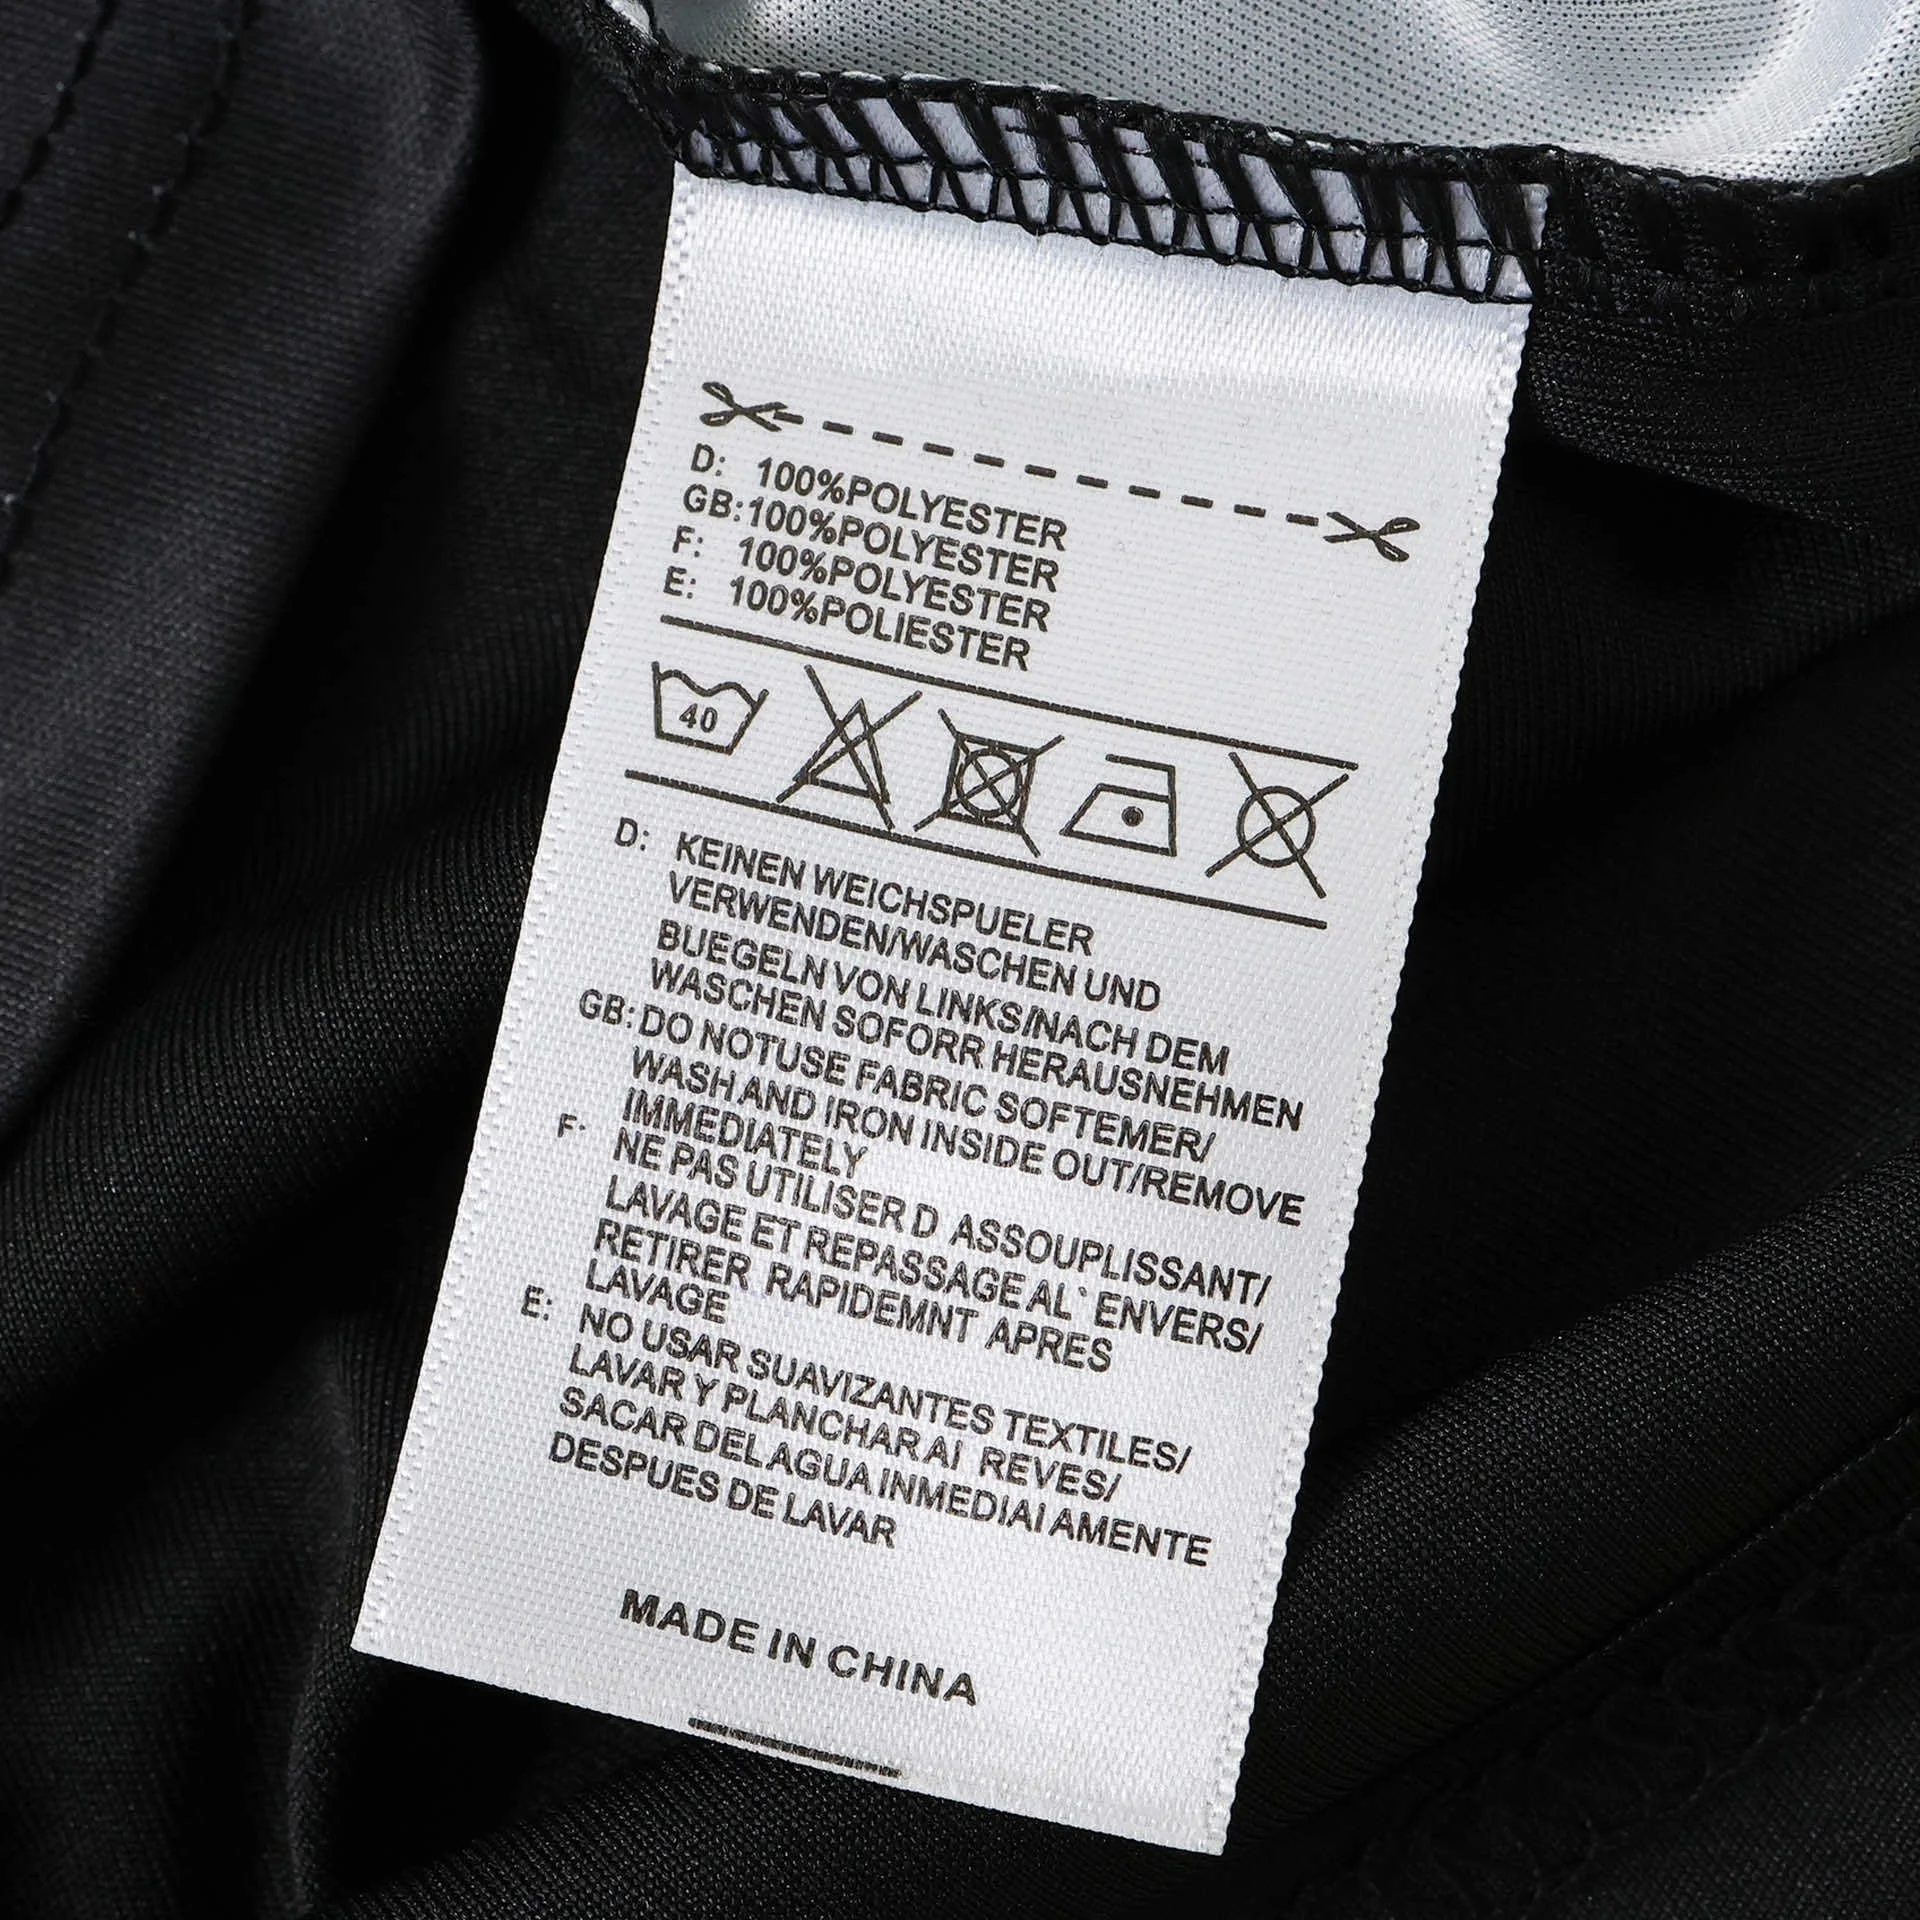 D: 100%POLYESTER
GB:100%POLYESTER
F: 100%POLYESTER
E: 100%POLIESTER
40
D: KEINEN WEICHSPUELER
VERWENDEN/WASCHEN UND
BUEGELN VON LINKS/NACH DEM
WASCHEN SOFORR HERAUSNEHMEN
GB: DO NOTUSE FABRIC SOFTEMER/
WASH AND IRON INSIDE OUT/REMOVE
IMMEDIATELY
F: NE PAS UTILISER D ASSOUPLISSANT/
LAVAGE ET REPASSAGE AL` ENVERS/
RETIRER RAPIDEMNT APRES
LAVAGE
E: NO USAR SUAVIZANTES TEXTILES/
LAVAR Y PLANCHAR AI REVES/
SACAR DEL AGUA INMEDIAIAMENTE
DESPUES DE LAVAR
MADE IN CHINA